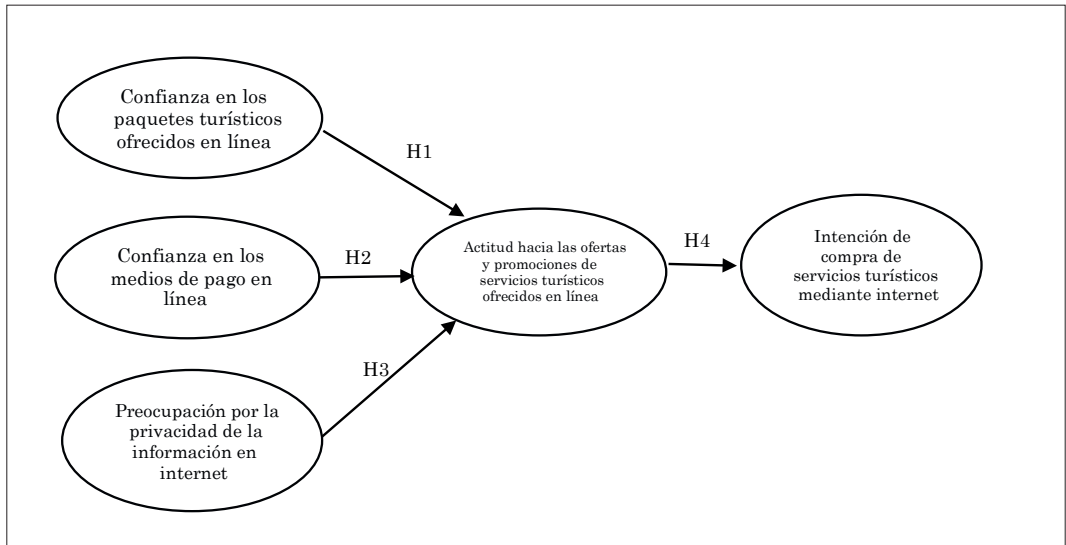 Confianza en los
paquetes turísticos
ofrecidos en línea
H1
Confianza en los
medios de pago en
línea
H2
Actitud hacia las ofertas
y promociones de
servicios turísticos
ofrecidos en línea
H4
Intención de
compra de
servicios turísticos
mediante internet
H3
Preocupación por la
privacidad de la
información en
internet